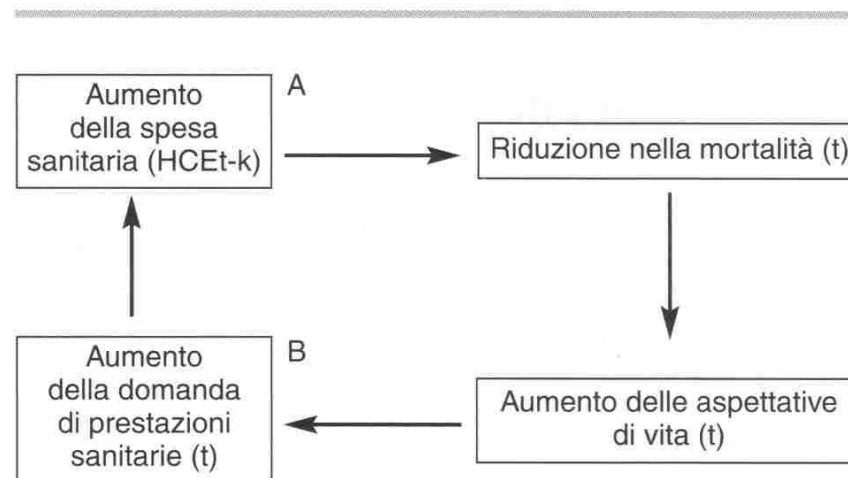 Aumento
della spesa
sanitaria (HCEt-k)
A
Riduzione nella mortalità (t)
Aumento
della domanda
di prestazioni
sanitarie (t)
B
Aumento delle aspettative
di vita (t)